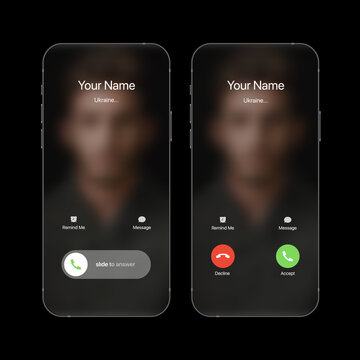 Your Name
Ukraine...
Remind Me
Message
slide to answer
Your Name
Ukraine...
Remind Me
Message
Decline
Accept